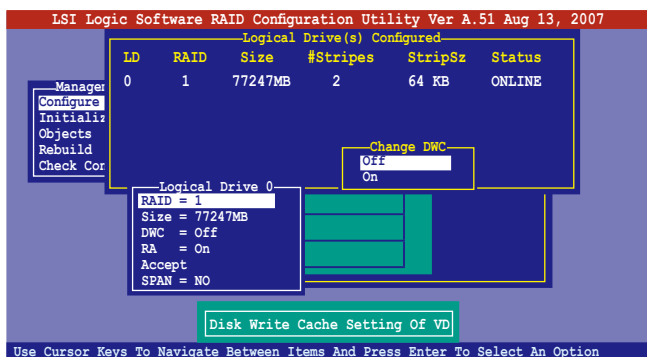 LSI Logic Software RAID Configuration Utility Ver A.51 Aug 13, 2007
Logical Drive(s) Configured
LD RAID Size #Stripes StripSz Status
0 1 77247MB 2 64 KB ONLINE
Configure
Objects
Rebuild
Check
Change DWC
Off
On
Logical Drive 0
RAID = 1
Size = 77247MB
DWC = Off
RA = On
Accept
SPAN = NO
Disk Write Cache Setting Of VD
Use Cursor Keys To Navigate Between Items And Press Enter To Select An Option